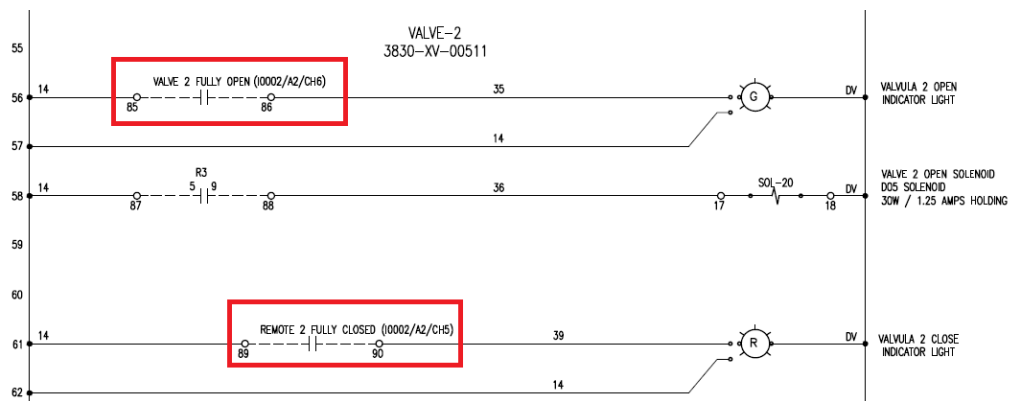 VALVE-2
3830-XV-00511
55
VALVE 2 FULLY OPEN (I0002/A2/CH6)
56 14 85 86 35 G DV VALVULA 2 OPEN
INDICATOR LIGHT
57 14
R3
5 9
58 14 87 88 36 17 SOL-20 18 DV VALVE 2 OPEN SOLENOID
D05 SOLENOID
30W / 1.25 AMPS HOLDING
59
60
REMOTE 2 FULLY CLOSED (I0002/A2/CH5)
61 14 89 90 39 R DV VALVULA 2 CLOSE
INDICATOR LIGHT
62 14